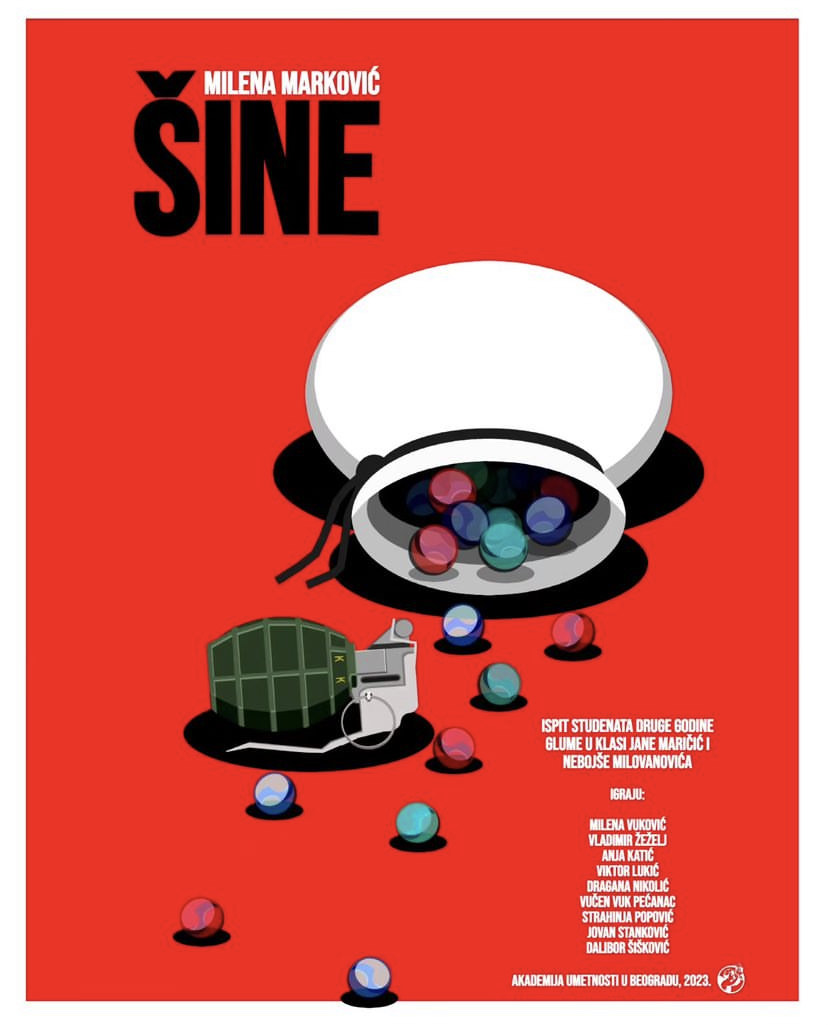 MILENA MARKOVIĆ
ŠINE
K
K
ISPIT STUDENATA DRUGE GODINE
GLUME U KLASI JANE MARIČIĆ I
NEBOJŠE MILOVANOVIĆA
IGRAJU:
MILENA VUKOVIĆ
VLADIMIR ŽEŽELJ
ANJA KATIĆ
VIKTOR LUKIĆ
DRAGANA NIKOLIĆ
VUČEN VUK PEĆANAC
STRAHINJA POPOVIĆ
JOVAN STANKOVIĆ
DALIBOR ŠIŠKOVIĆ
AKADEMIJA UMETNOSTI U BEOGRADU, 2023.